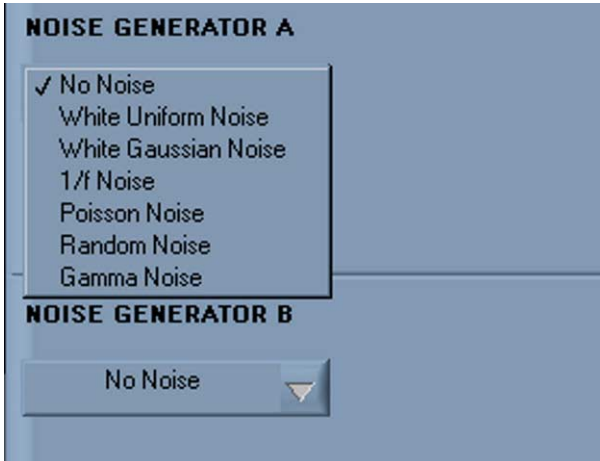 NOISE GENERATOR A
✓ No Noise
White Uniform Noise
White Gaussian Noise
1/f Noise
Poisson Noise
Random Noise
Gamma Noise
NOISE GENERATOR B
No Noise